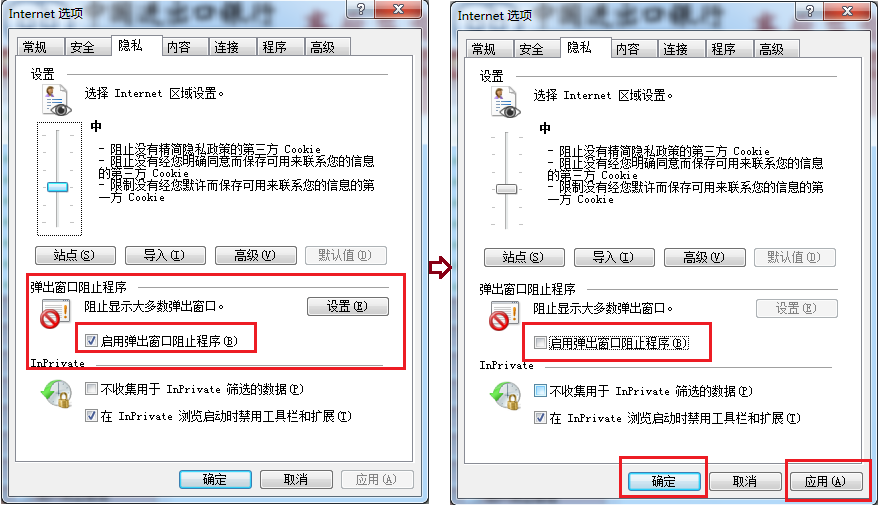 Internet 选项
常规 安全 隐私 内容 连接 程序 高级
设置
选择 Internet 区域设置。
中
- 阻止没有精简隐私政策的第三方 Cookie
- 阻止没有经您明确同意而保存可用来联系您的信息
的第三方 Cookie
- 限制没有经您默许而保存可用来联系您的信息的第
一方 Cookie
站点(S) 导入(I) 高级(V) 默认值(D)
弹出窗口阻止程序
阻止显示大多数弹出窗口。 设置(E)
启用弹出窗口阻止程序(B)
InPrivate
不收集用于 InPrivate 筛选的数据(P)
在 InPrivate 浏览启动时禁用工具栏和扩展(T)
确定 取消 应用(A)
Internet 选项
常规 安全 隐私 内容 连接 程序 高级
设置
选择 Internet 区域设置。
中
- 阻止没有精简隐私政策的第三方 Cookie
- 阻止没有经您明确同意而保存可用来联系您的信息
的第三方 Cookie
- 限制没有经您默许而保存可用来联系您的信息的第
一方 Cookie
站点(S) 导入(I) 高级(V) 默认值(D)
弹出窗口阻止程序
阻止显示大多数弹出窗口。 设置(E)
启用弹出窗口阻止程序(B)
InPrivate
不收集用于 InPrivate 筛选的数据(P)
在 InPrivate 浏览启动时禁用工具栏和扩展(T)
确定 取消 应用(A)